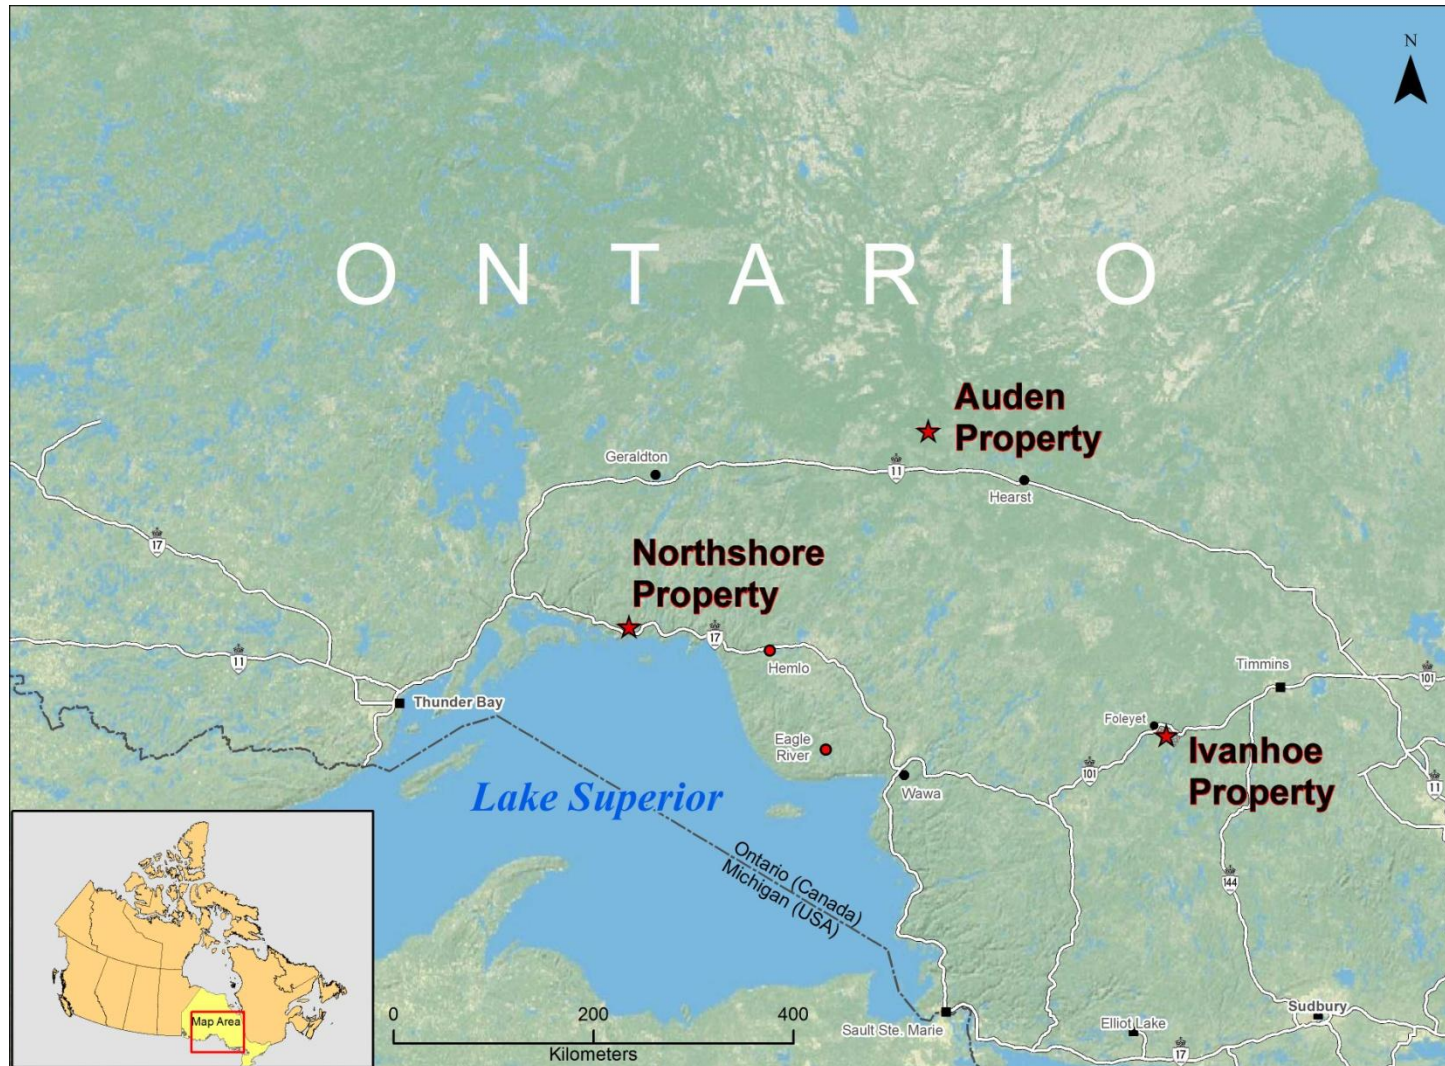 N
ONTARIO
Auden
Property
Geraldton
11
Hearst
Northshore
Property
17
17
Hemlo
11
Timmins
101
Thunder Bay
Foleyet
Eagle
River
Ivanhoe
Property
101
Wawa
11
Lake Superior
Ontario (Canada)
Michigan (USA)
144
Map Area
0 200 400
Kilometers
Sault Ste. Marie
Elliot Lake
Sudbury
17